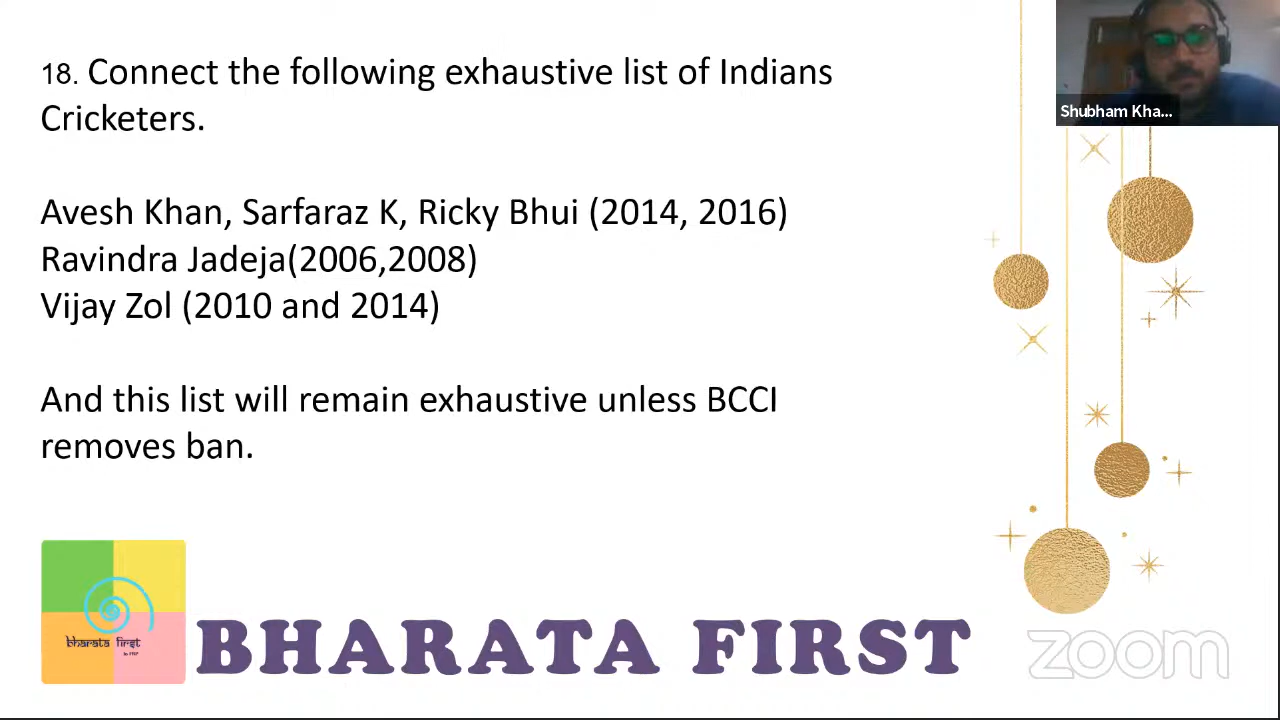 18. Connect the following exhaustive list of Indians
Cricketers.
Avesh Khan, Sarfaraz K, Ricky Bhui (2014, 2016)
Ravindra Jadeja(2006,2008)
Vijay Zol (2010 and 2014)
And this list will remain exhaustive unless BCCI
removes ban.
Shubham Kha...
bharata first
BHARATA FIRST
zoom